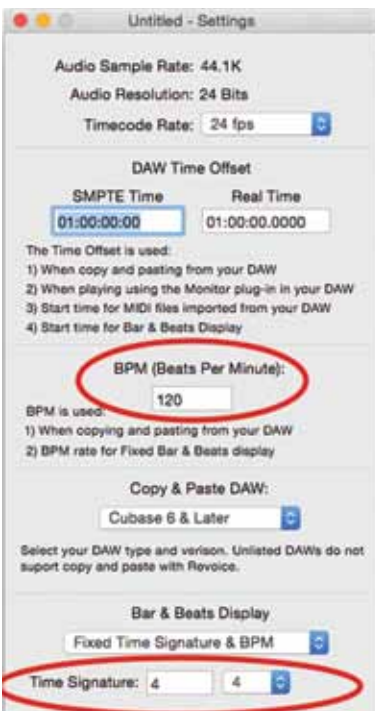 Untitled - Settings
Audio Sample Rate: 44.1K
Audio Resolution: 24 Bits
Timecode Rate: 24 fps
DAW Time Offset
SMPTE Time Real Time
01:00:00:00 01:00:00.0000
The Time Offset is used:
1) When copy and pasting from your DAW
2) When playing using the Monitor plug-in in your DAW
3) Start time for MIDI files imported from your DAW
4) Start time for Bar & Beats Display
BPM (Beats Per Minute):
120
BPM is used:
1) When copying and pasting from your DAW
2) BPM rate for Fixed Bar & Beats display
Copy & Paste DAW:
Cubase 6 & Later
Select your DAW type and verison. Unlisted DAWs do not
suport copy and paste with Revoice.
Bar & Beats Display
Fixed Time Signature & BPM
Time Signature: 4 4